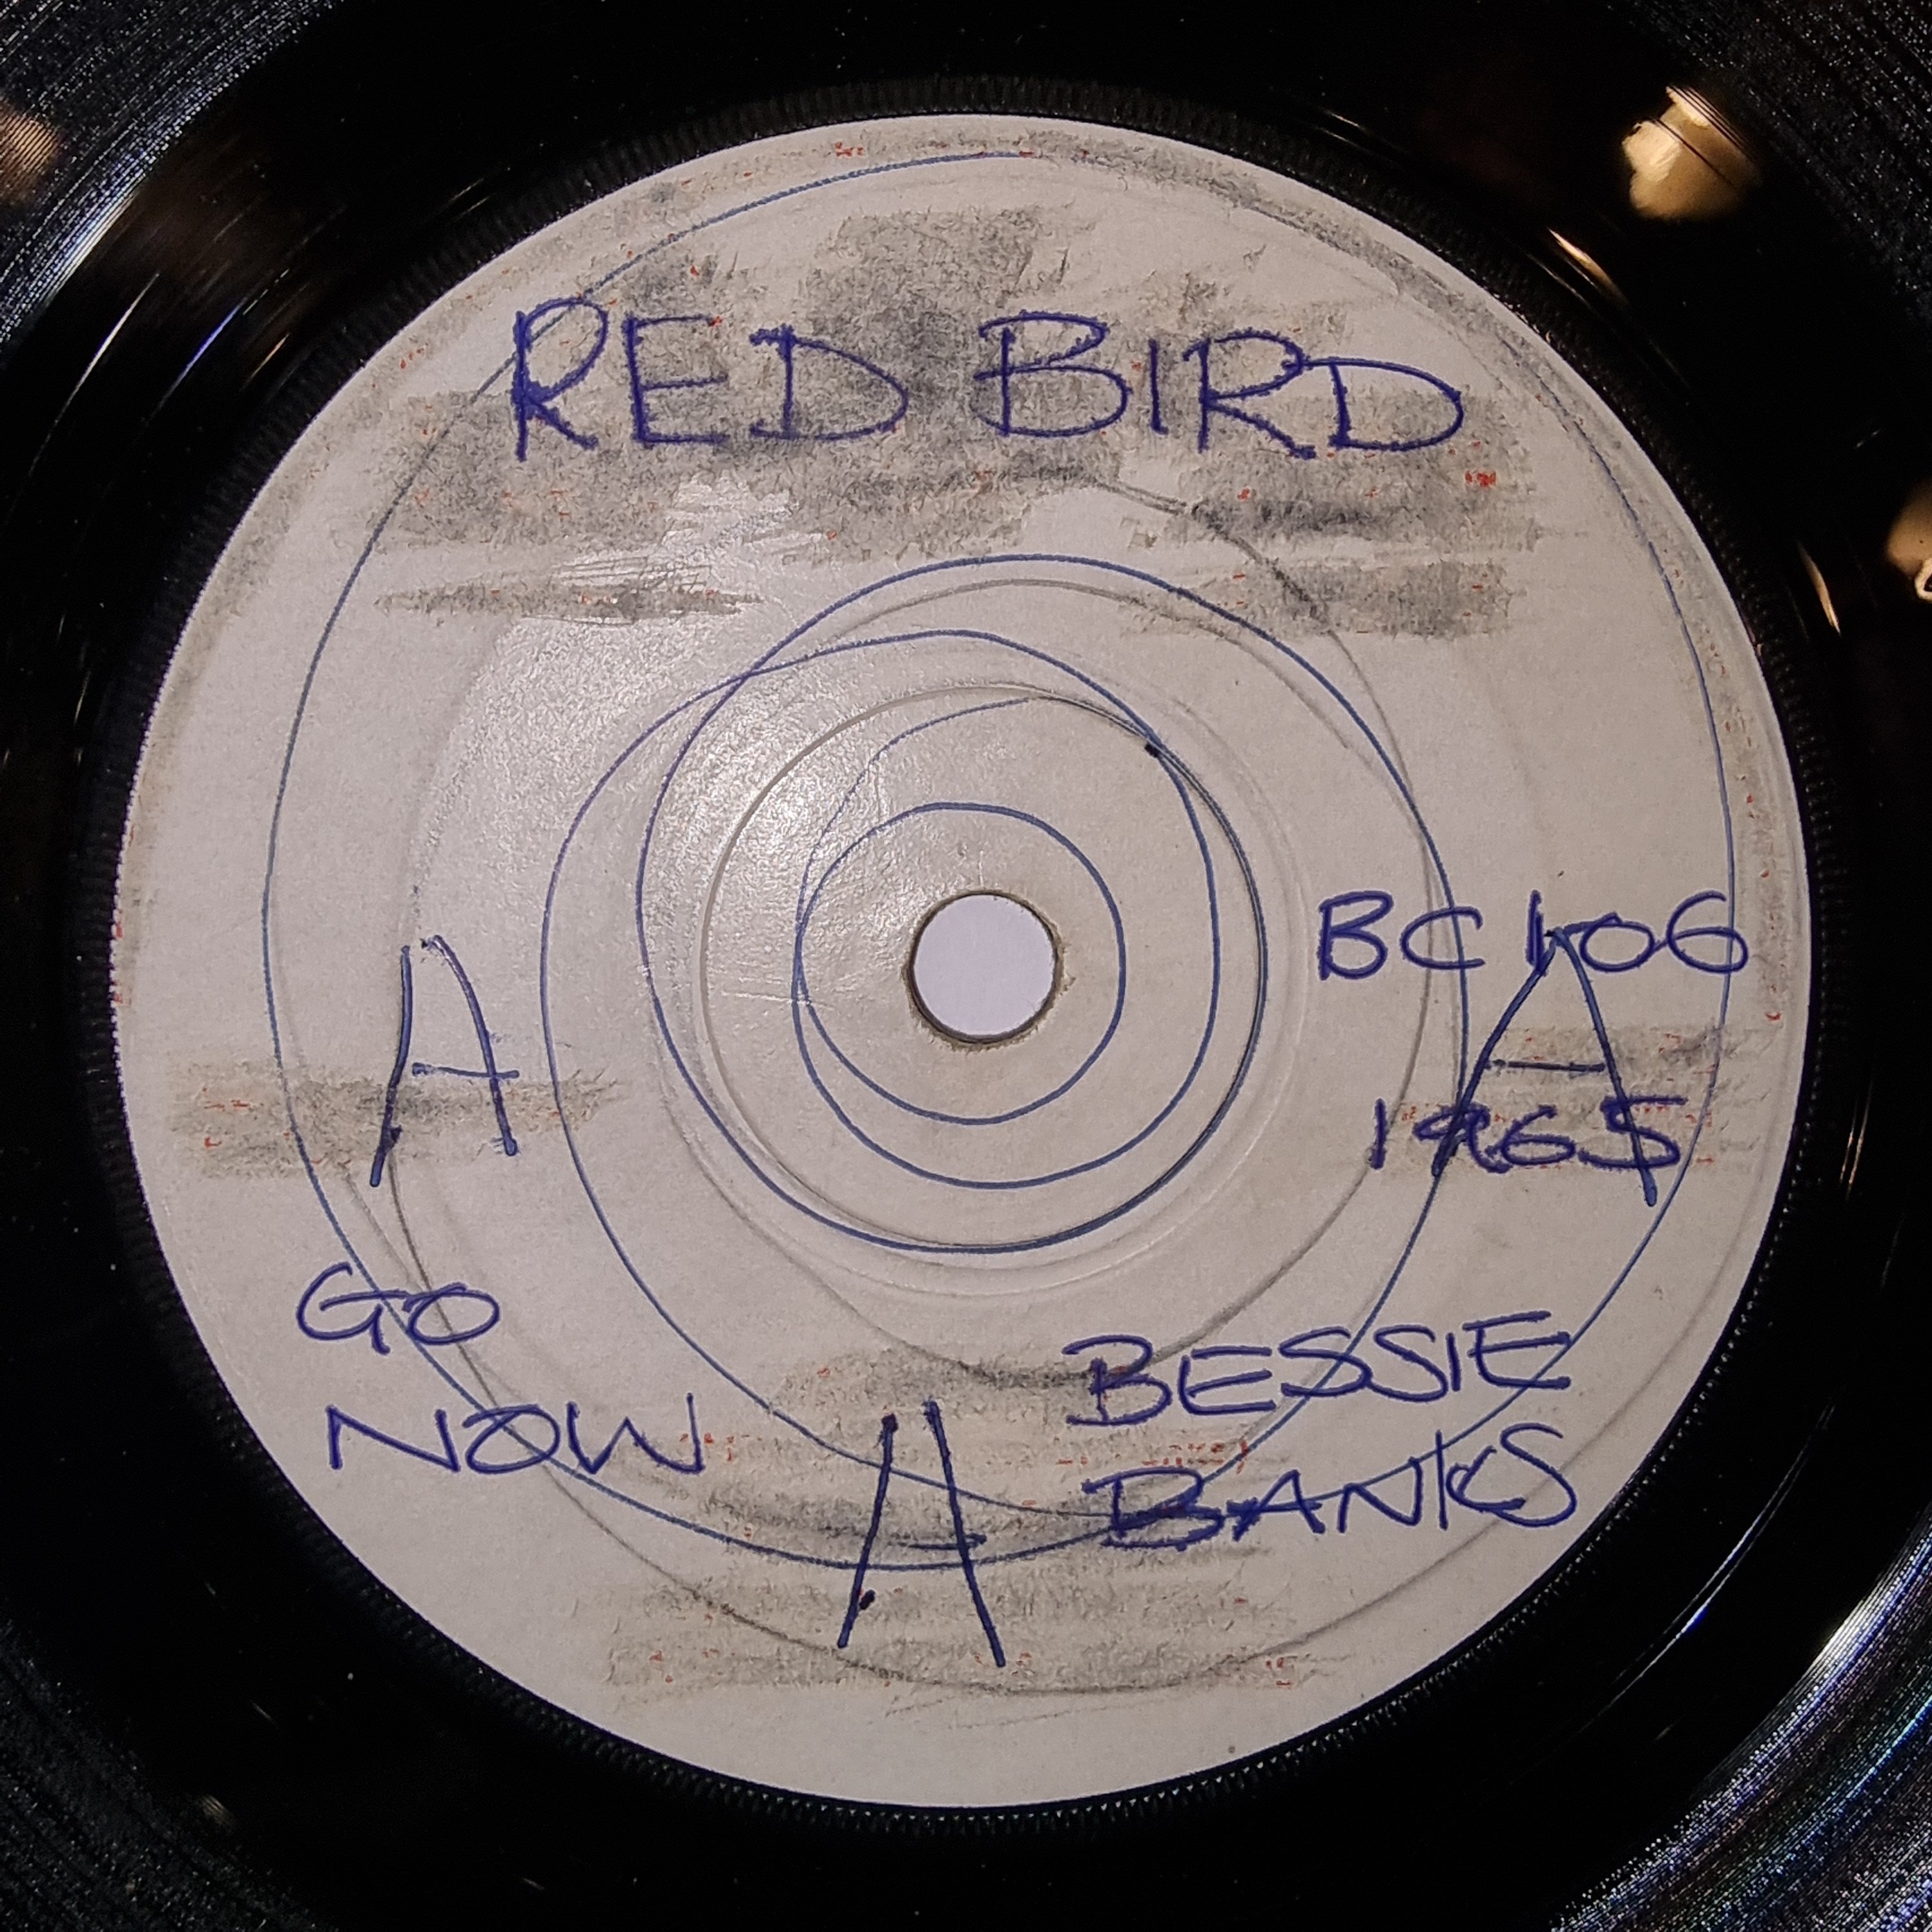 RED BIRD
BC 106
A
A
1965
GO
NOW
BESSIE
BANKS
A